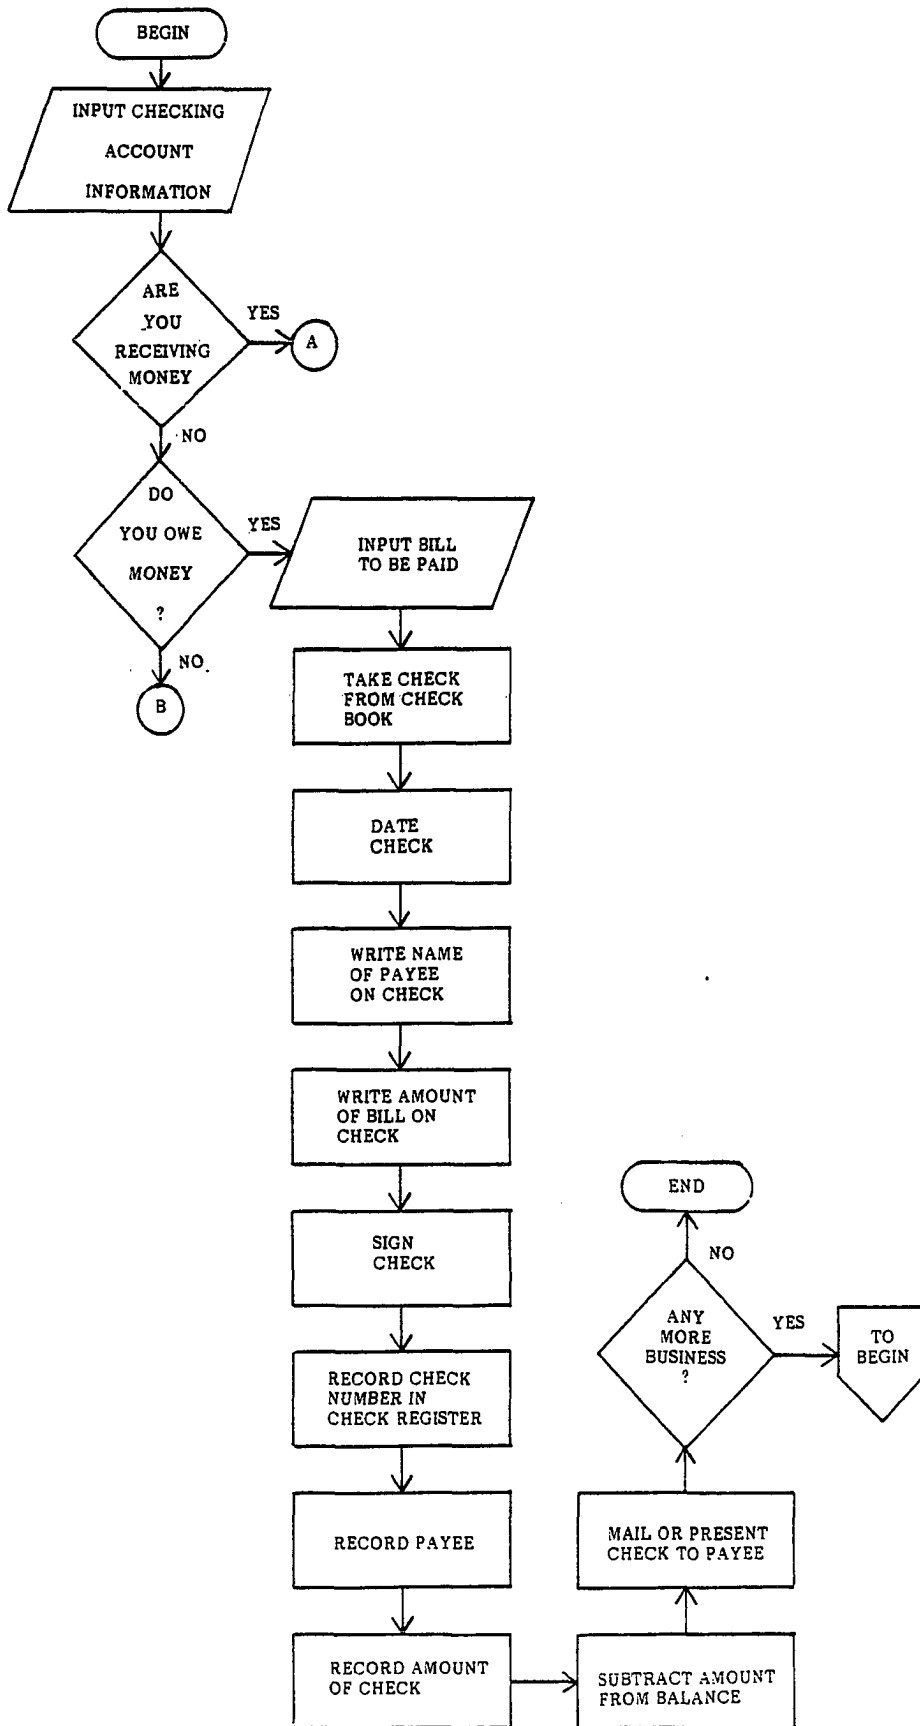 BEGIN
INPUT CHECKING
ACCOUNT
INFORMATION
ARE
YOU
RECEIVING
MONEY
YES
A
NO
DO
YOU OWE
MONEY
?
YES
NO
B
INPUT BILL
TO BE PAID
TAKE CHECK
FROM CHECK
BOOK
DATE
CHECK
WRITE NAME
OF PAYEE
ON CHECK
WRITE AMOUNT
OF BILL ON
CHECK
SIGN
CHECK
RECORD CHECK
NUMBER IN
CHECK REGISTER
RECORD PAYEE
RECORD AMOUNT
OF CHECK
SUBTRACT AMOUNT
FROM BALANCE
MAIL OR PRESENT
CHECK TO PAYEE
ANY
MORE
BUSINESS
?
YES
TO
BEGIN
NO
END